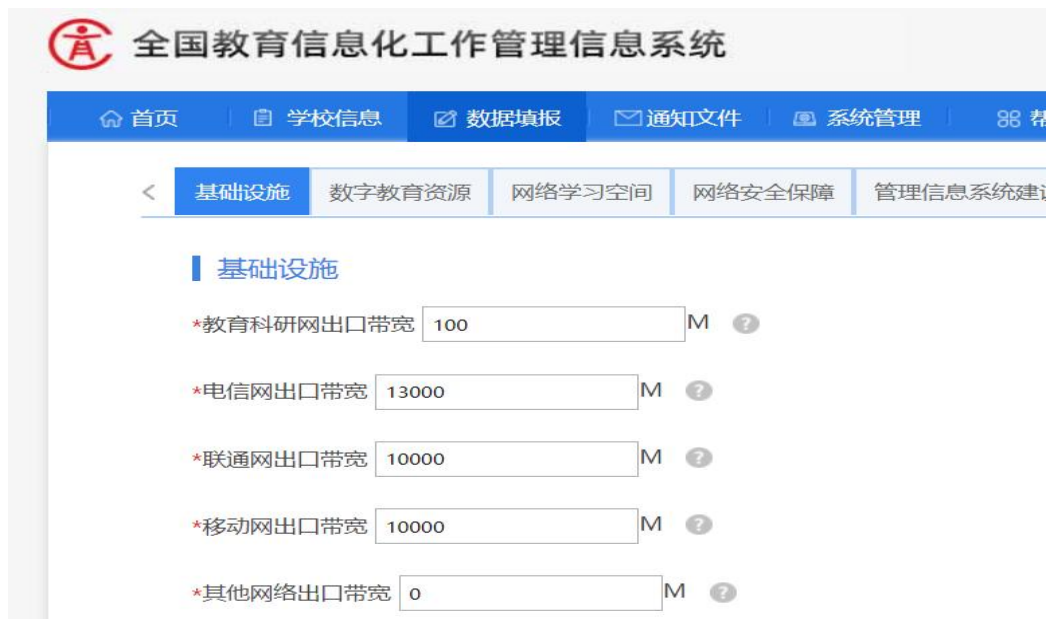 全国教育信息化工作管理信息系统
首页 学校信息 数据填报 通知文件 系统管理 帮
< 基础设施 数字教育资源 网络学习空间 网络安全保障 管理信息系统建设
基础设施
*教育科研网出口带宽 100 M ?
*电信网出口带宽 13000 M ?
*联通网出口带宽 10000 M ?
*移动网出口带宽 10000 M ?
*其他网络出口带宽 0 M ?